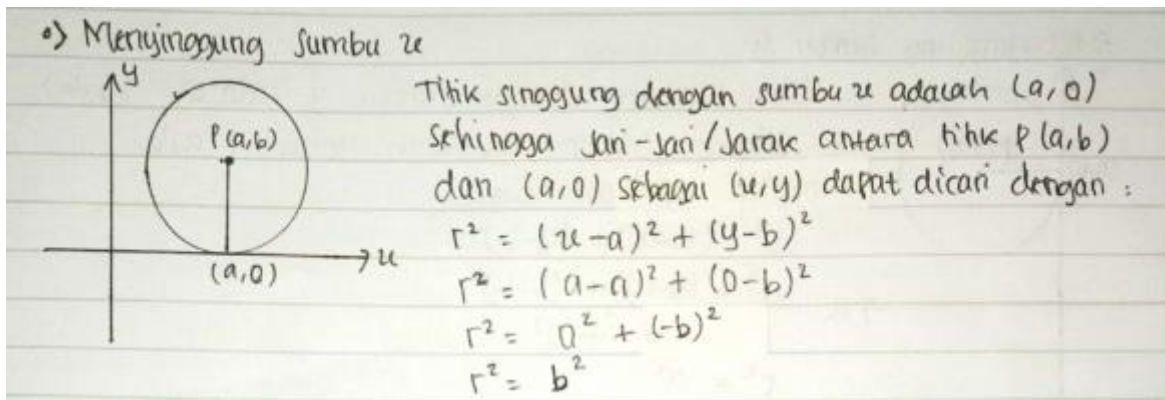 •) Menyinggung sumbu x
y
P(a,b)
(a,0)
x
Titik singgung dengan sumbu x adalah (a,0)
sehingga jari-jari/jarak antara titik P(a,b)
dan (a,0) sebagai (x,y) dapat dicari dengan :
r² = (x-a)² + (y-b)²
r² = (a-a)² + (0-b)²
r² = 0² + (-b)²
r² = b²